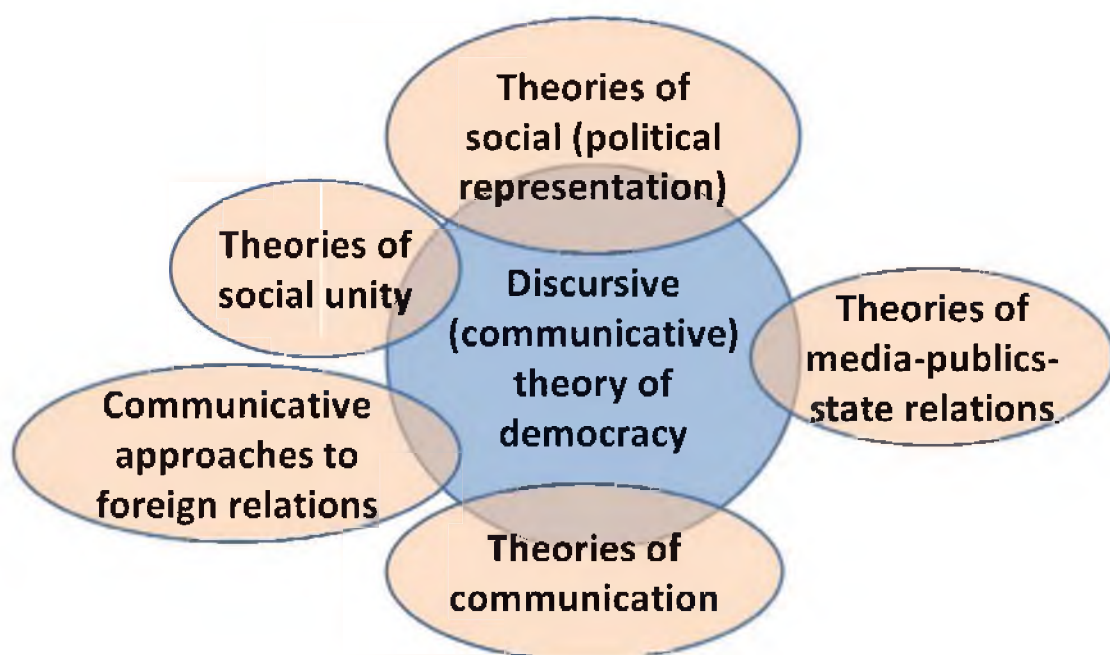 Theories of
social (political
representation)
Theories of
social unity
Discursive
(communicative)
theory of
democracy
Theories of
media-publics-
state relations
Communicative
approaches to
foreign relations
Theories of
communication